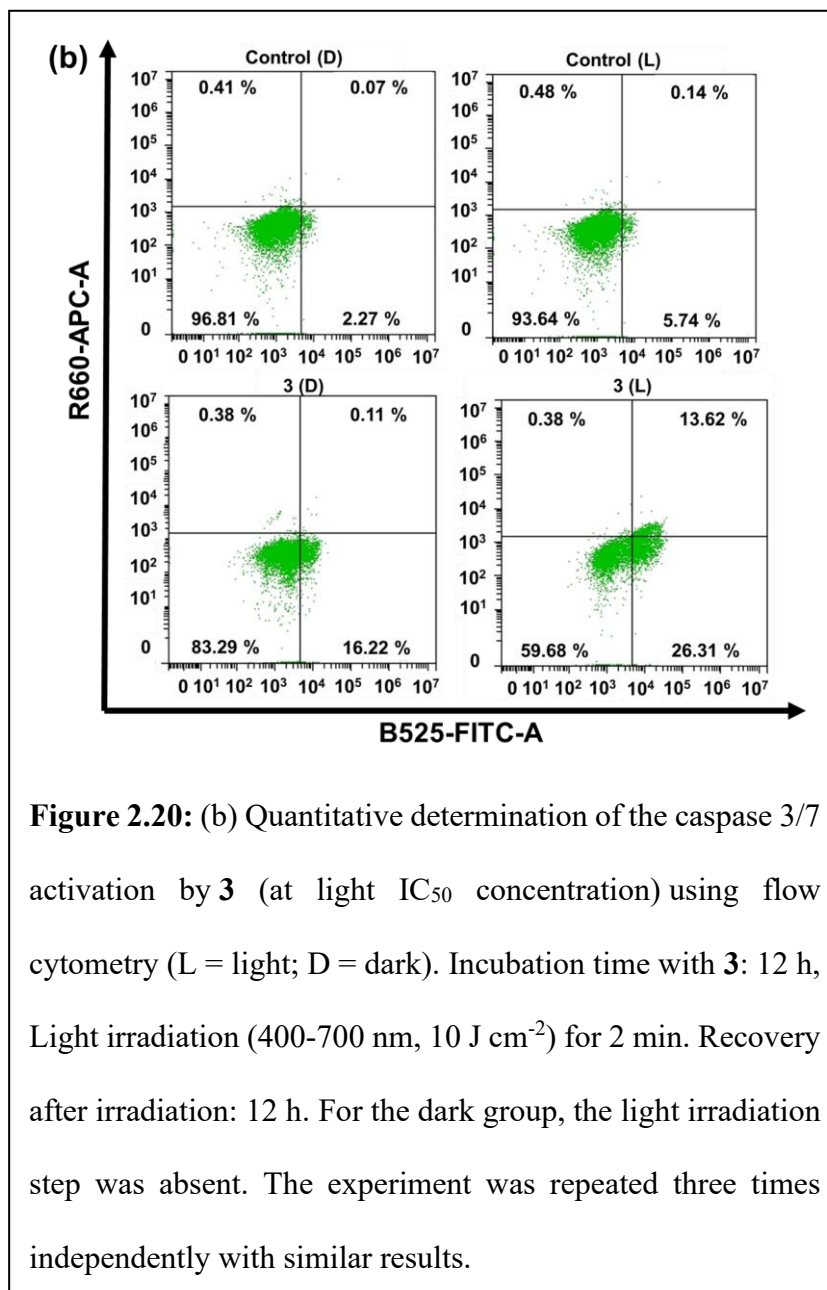 (b)
Control (D)
Control (L)
10⁷
0.41 %
0.07 %
10⁶
10⁵
10⁴
10³
10²
10¹
0
96.81 %
2.27 %
0 10¹ 10² 10³ 10⁴ 10⁵ 10⁶ 10⁷
10⁷
0.48 %
0.14 %
10⁶
10⁵
10⁴
10³
10²
10¹
0
93.64 %
5.74 %
0 10¹ 10² 10³ 10⁴ 10⁵ 10⁶ 10⁷
R660-APC-A
3 (D)
3 (L)
10⁷
0.38 %
0.11 %
10⁶
10⁵
10⁴
10³
10²
10¹
0
83.29 %
16.22 %
0 10¹ 10² 10³ 10⁴ 10⁵ 10⁶ 10⁷
10⁷
0.38 %
13.62 %
10⁶
10⁵
10⁴
10³
10²
10¹
0
59.68 %
26.31 %
0 10¹ 10² 10³ 10⁴ 10⁵ 10⁶ 10⁷
B525-FITC-A
Figure 2.20: (b) Quantitative determination of the caspase 3/7
activation by 3 (at light IC₅₀ concentration) using flow
cytometry (L = light; D = dark). Incubation time with 3: 12 h,
Light irradiation (400-700 nm, 10 J cm⁻²) for 2 min. Recovery
after irradiation: 12 h. For the dark group, the light irradiation
step was absent. The experiment was repeated three times
independently with similar results.